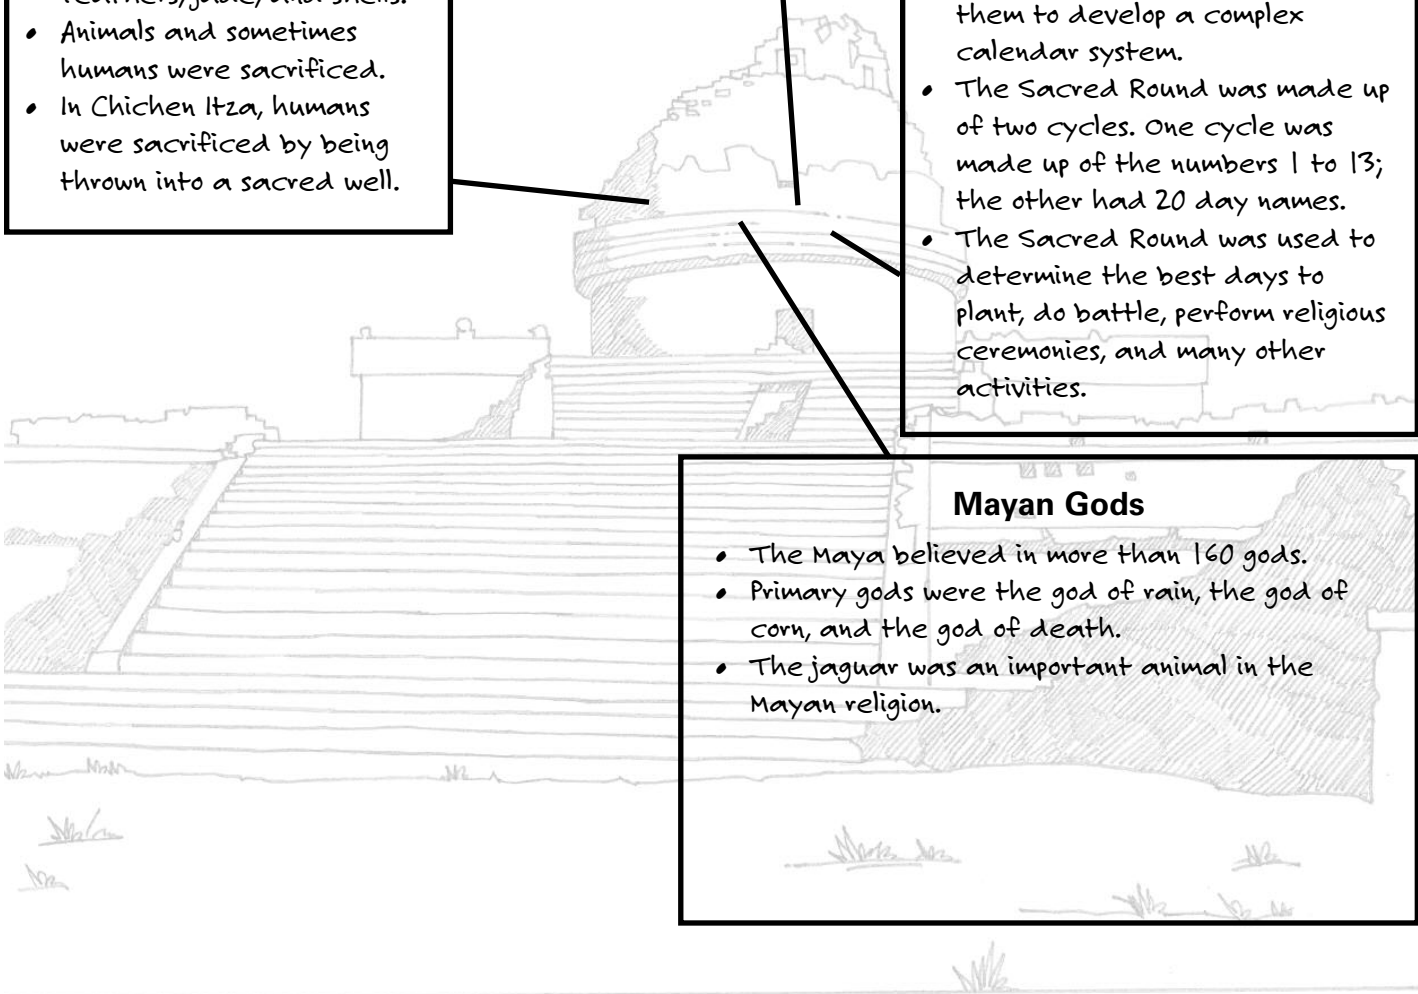 feathers, jade, and shells.
• Animals and sometimes
humans were sacrificed.
• In Chichen Itza, humans
were sacrificed by being
thrown into a sacred well.
them to develop a complex
calendar system.
• The Sacred Round was made up
of two cycles. One cycle was
made up of the numbers 1 to 13;
the other had 20 day names.
• The Sacred Round was used to
determine the best days to
plant, do battle, perform religious
ceremonies, and many other
activities.
Mayan Gods
• The Maya believed in more than 160 gods.
• Primary gods were the god of rain, the god of
corn, and the god of death.
• The jaguar was an important animal in the
Mayan religion.